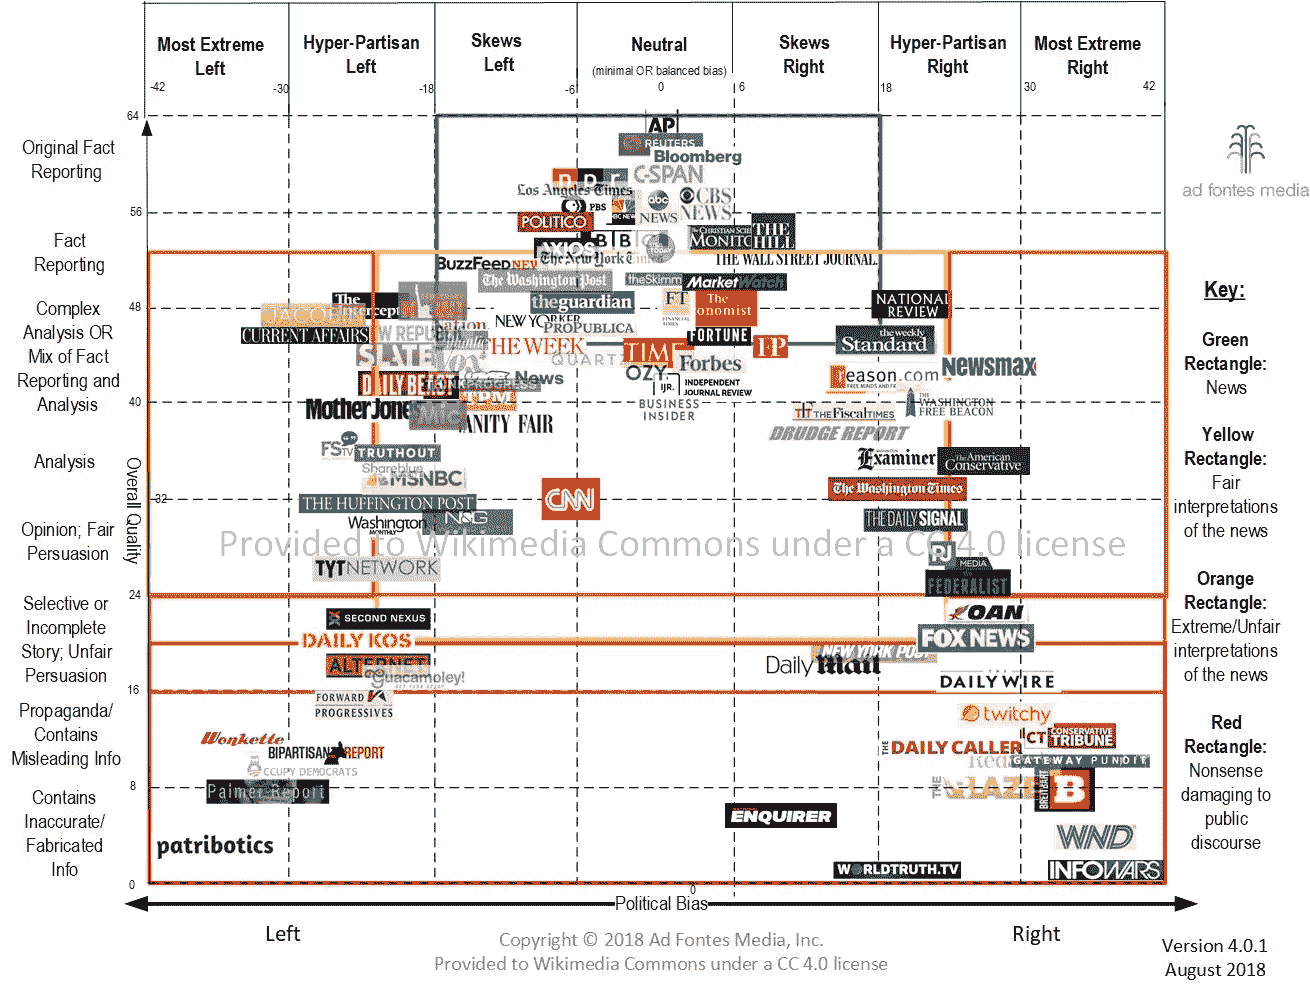 Most Extreme
Left
Hyper-Partisan
Left
Skews
Left
Neutral
(minimal OR balanced bias)
Skews
Right
Hyper-Partisan
Right
Most Extreme
Right
-42
-30
-18
-6
0
6
18
30
42
64
56
48
40
32
24
16
8
0
Original Fact
Reporting
Fact
Reporting
Complex
Analysis OR
Mix of Fact
Reporting and
Analysis
Analysis
Opinion; Fair
Persuasion
Selective or
Incomplete
Story; Unfair
Persuasion
Propaganda/
Contains
Misleading Info
Contains
Inaccurate/
Fabricated
Info
Overall Quality
AP
REUTERS
Bloomberg
C-SPAN
Los Angeles Times
PBS
abc
NEWS
CBS
NEWS
POLITICO
BBC
AXIOS
CHRISTIAN SCIE
MONITO
THE
HILL
The New York Times
THE WALL STREET JOURNAL.
BuzzFeed NEW
The Washington Post
theSkimm
MarketWatch
theguardian
FT
FINANCIAL
TIMES
The
onomist
NATIONAL
REVIEW
The
tercept
JACOBIN
CURRENT AFFAIRS
W REPUBLIC
nation.
NEW YORKER
PROPUBLICA
FORTUNE
FP
the weekly
Standard
SLATE
Vox
THE WEEK
QUARTZ
TIME
Forbes
OZY
IJR.
INDEPENDENT
JOURNAL REVIEW
BUSINESS
INSIDER
reason.com
FREE MINDS AND FR
Newsmax
DAILY BEAST
News
TPM
THE WASHINGTON
FREE BEACON
Mother Jones
MIC
VANITY FAIR
THE FISCAL TIMES
DRUDGE REPORT
FSTV
TRUTHOUT
Examiner
The American
Conservative
Shareblue
MSNBC
CNN
The Washington Times
THE HUFFINGTON POST
Washington
MONTHLY
N&G
THE DAILY SIGNAL
Provided to Wikimedia Commons under a CC 4.0 license
TYT NETWORK
PJ
MEDIA
FEDERALIST
SECOND NEXUS
OAN
DAILY KOS
FOX NEWS
ALTERNET
Guacamoley!
NEW YORK POST
Daily Mail
DAILY WIRE
FORWARD
PROGRESSIVES
twitchy
Wonkette
BIPARTISAN REPORT
CT
CONSERVATIVE
TRIBUNE
THE
DAILY CALLER
Red
GATEWAY PUNDIT
CCUPY DEMOCRATS
Palmer Report
THE
BLAZE
BREITBART
B
ENQUIRER
patribotics
WND
WORLDTRUTH.TV
INFOWARS
0
Political Bias
Left
Right
ad fontes media
Key:
Green
Rectangle:
News
Yellow
Rectangle:
Fair
interpretations
of the news
Orange
Rectangle:
Extreme/Unfair
interpretations
of the news
Red
Rectangle:
Nonsense
damaging to
public
discourse
Copyright © 2018 Ad Fontes Media, Inc.
Provided to Wikimedia Commons under a CC 4.0 license
Version 4.0.1
August 2018